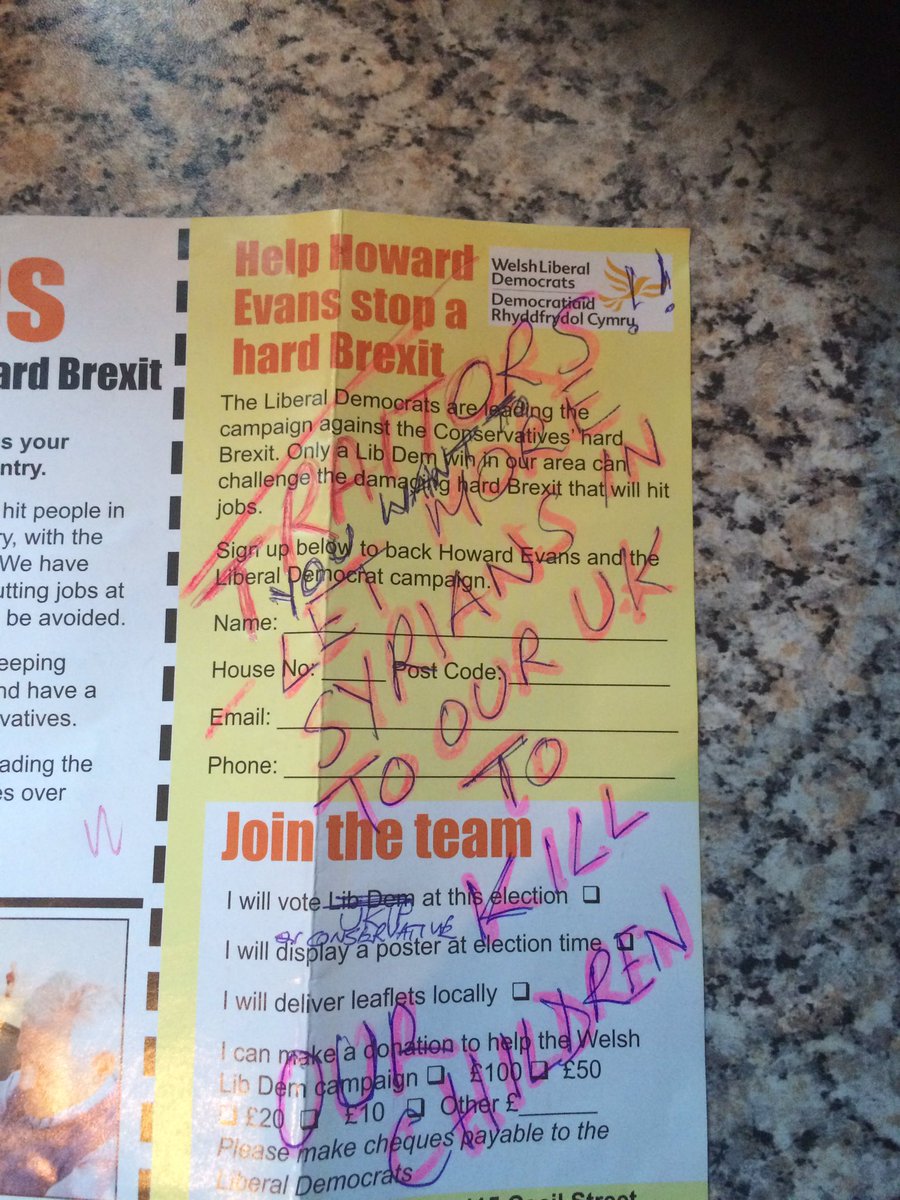 S
ard Brexit
s your
ntry.
hit people in
ry, with the
We have
utting jobs at
be avoided.
eeping
nd have a
rvatives.
ading the
es over
Help Howard
Evans stop a
hard Brexit
Welsh Liberal
Democrats
Democratiaid
Rhyddfrydol Cymru
The Liberal Democrats are leading the
campaign against the Conservatives' hard
Brexit. Only a Lib Dem win in our area can
challenge the damaging hard Brexit that will hit
jobs.
Sign up below to back Howard Evans and the
Liberal Democrat campaign.
Name:
House No: Post Code:
Email:
Phone:
TRAITORS!!
YOU WANT TO
LET MORE
SYRIANS IN
TO OUR UK
TO
KILL
OUR
CHILDREN
Join the team
I will vote Lib Dem at this election
UKIP
or CONSERVATIVE
I will display a poster at election time
I will deliver leaflets locally
I can make a donation to help the Welsh
Lib Dem campaign £100 £50
£20 £10 Other £
Please make cheques payable to the
Liberal Democrats